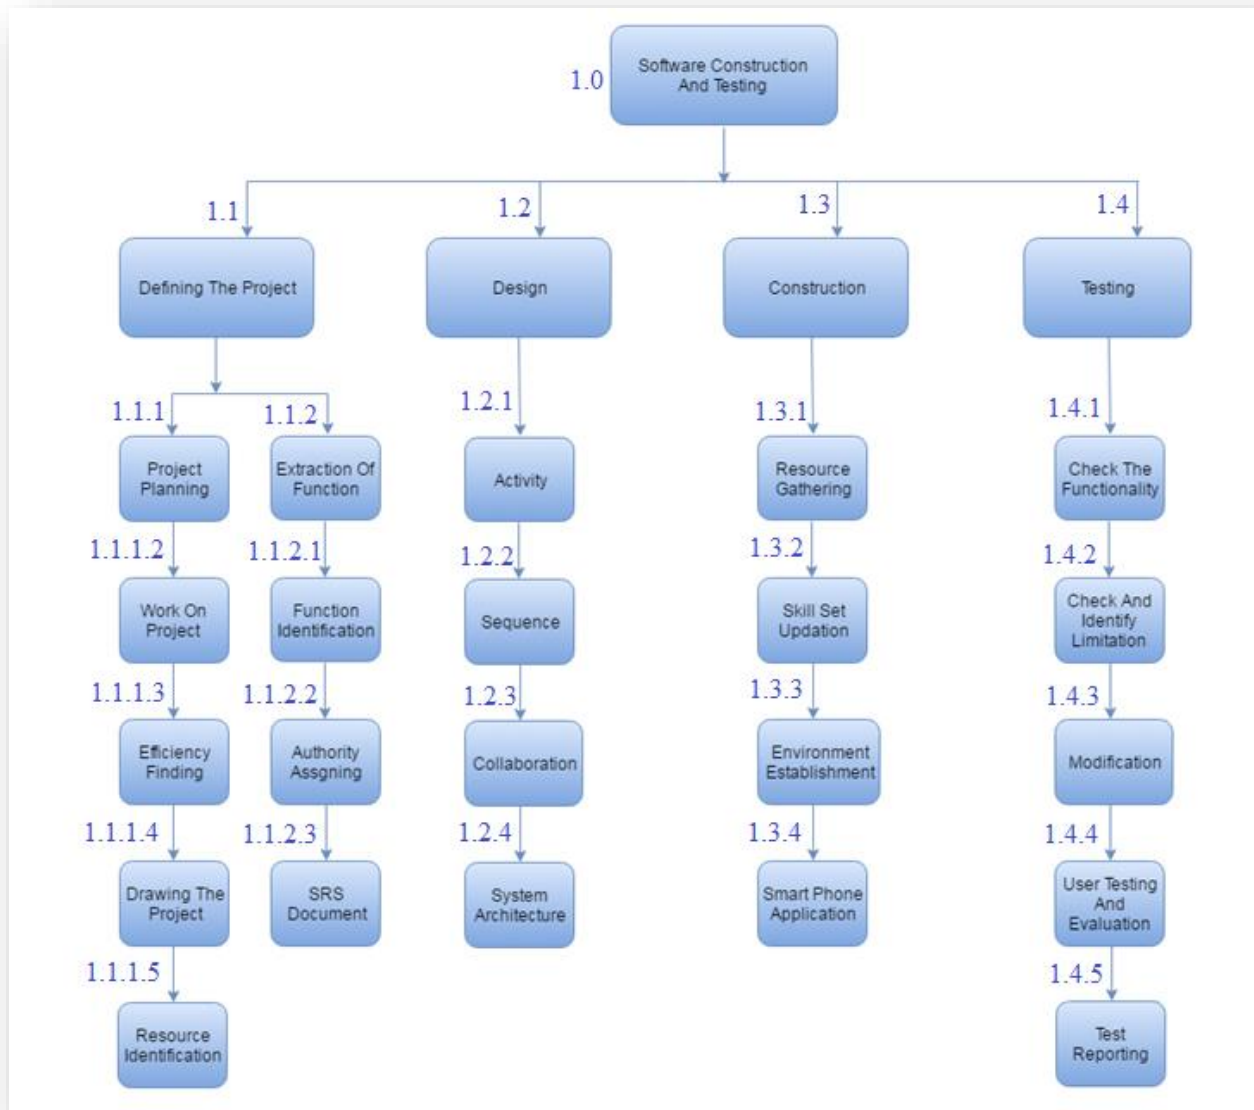 1.0
Software Construction
And Testing
1.1
1.2
1.3
1.4
Defining The Project
Design
Construction
Testing
1.1.1
1.1.2
1.2.1
1.3.1
1.4.1
Project
Planning
Extraction Of
Function
Activity
Resource
Gathering
Check The
Functionality
1.1.1.2
1.1.2.1
1.2.2
1.3.2
1.4.2
Work On
Project
Function
Identification
Sequence
Skill Set
Updation
Check And
Identify
Limitation
1.1.1.3
1.1.2.2
1.2.3
1.3.3
1.4.3
Efficiency
Finding
Authority
Assgning
Collaboration
Environment
Establishment
Modification
1.1.1.4
1.1.2.3
1.2.4
1.3.4
1.4.4
Drawing The
Project
SRS
Document
System
Architecture
Smart Phone
Application
User Testing
And
Evaluation
1.1.1.5
1.4.5
Resource
Identification
Test
Reporting